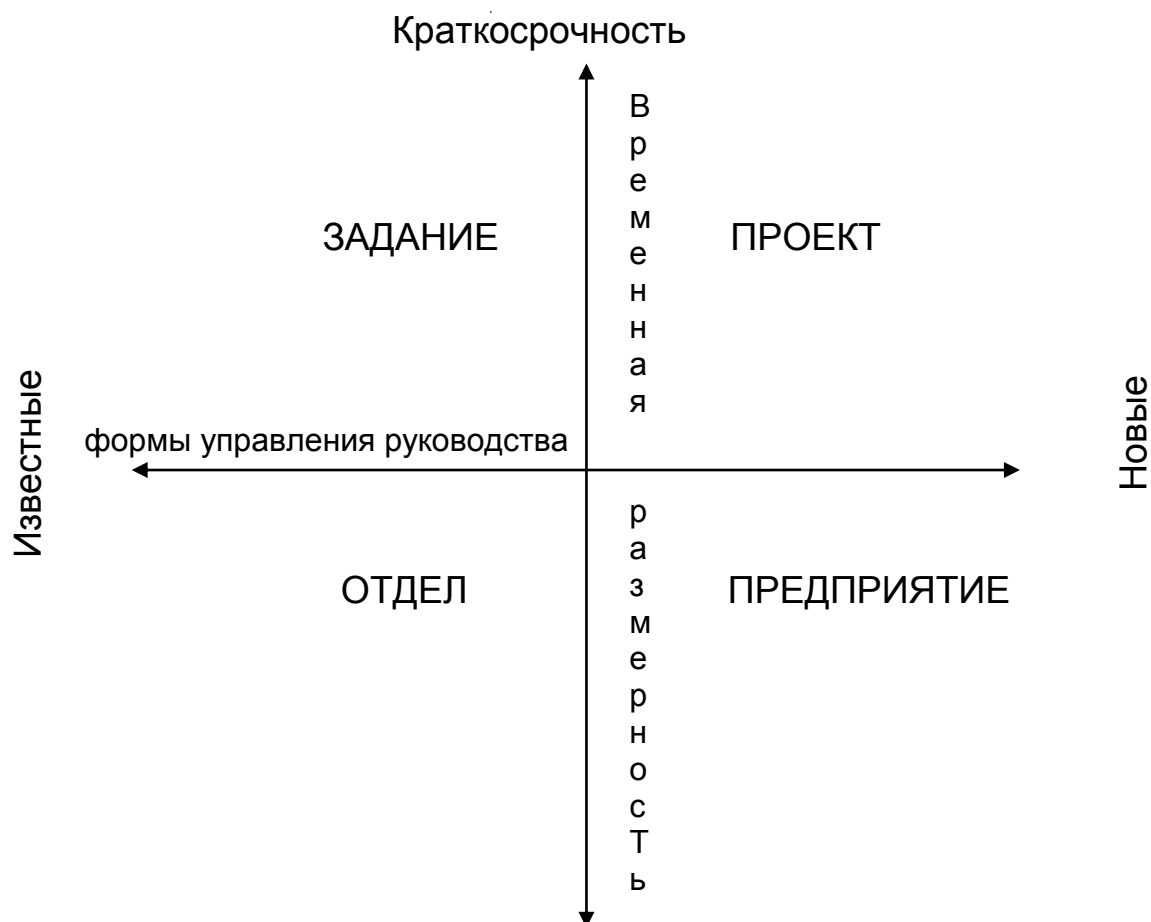 Краткосрочность
Временная
ЗАДАНИЕ
ПРОЕКТ
Известные
формы управления руководства
Новые
размерносТь
ОТДЕЛ
ПРЕДПРИЯТИЕ